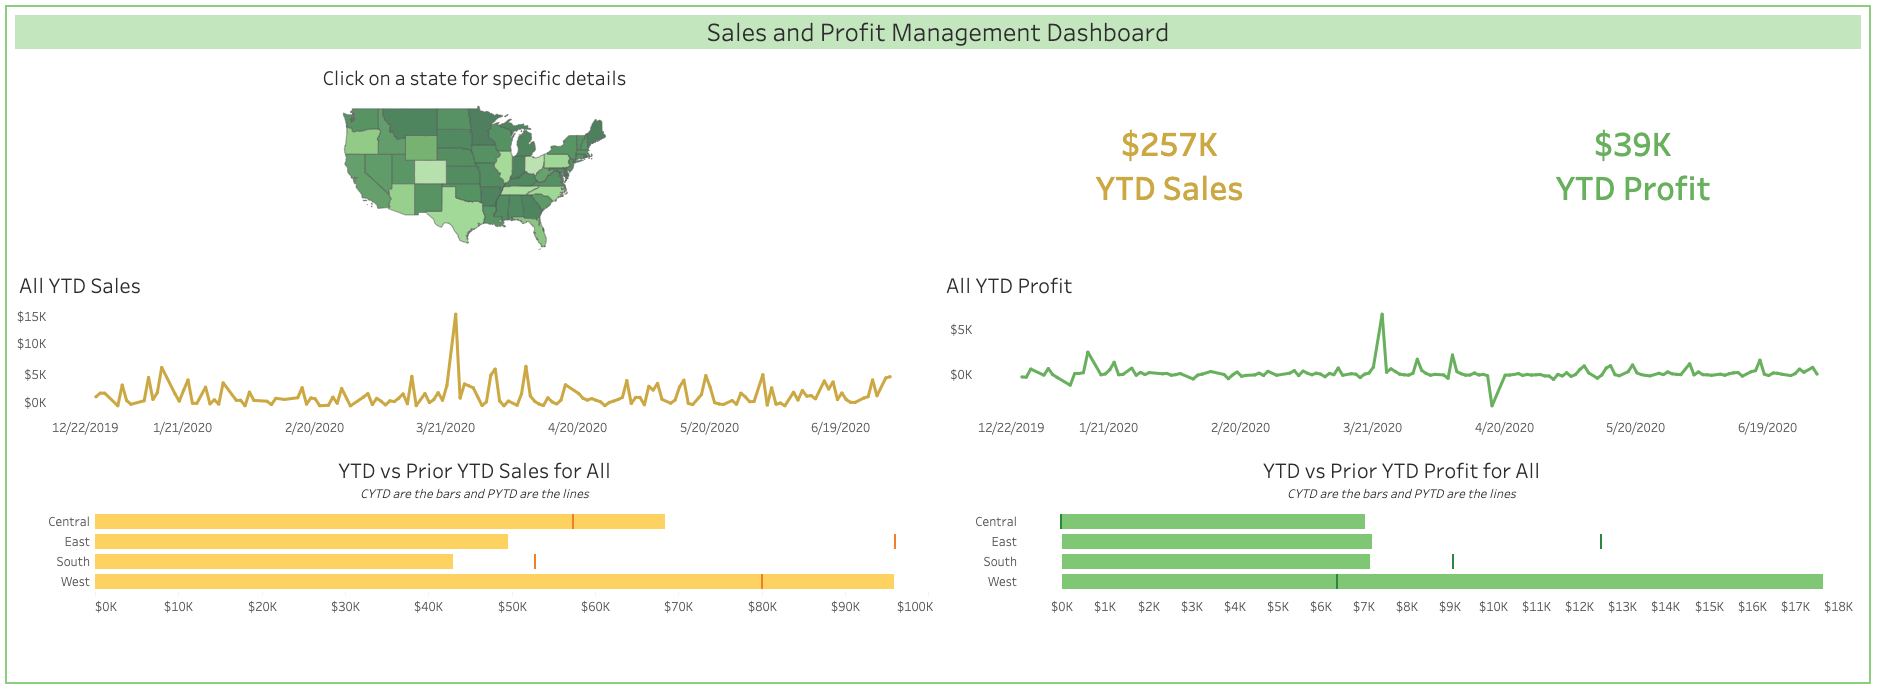 Sales and Profit Management Dashboard
Click on a state for specific details
$257K
YTD Sales
$39K
YTD Profit
All YTD Sales
$15K
$10K
$5K
$0K
12/22/2019 1/21/2020 2/20/2020 3/21/2020 4/20/2020 5/20/2020 6/19/2020
All YTD Profit
$5K
$0K
12/22/2019 1/21/2020 2/20/2020 3/21/2020 4/20/2020 5/20/2020 6/19/2020
YTD vs Prior YTD Sales for All
CYTD are the bars and PYTD are the lines
Central
East
South
West
$0K $10K $20K $30K $40K $50K $60K $70K $80K $90K $100K
YTD vs Prior YTD Profit for All
CYTD are the bars and PYTD are the lines
Central
East
South
West
$0K $1K $2K $3K $4K $5K $6K $7K $8K $9K $10K $11K $12K $13K $14K $15K $16K $17K $18K